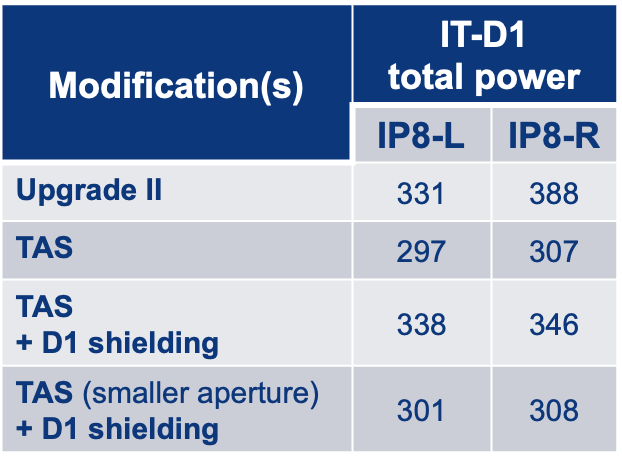 Modification(s)
IT-D1
total power
IP8-L IP8-R
Upgrade II 331 388
TAS 297 307
TAS
+ D1 shielding 338 346
TAS (smaller aperture)
+ D1 shielding 301 308